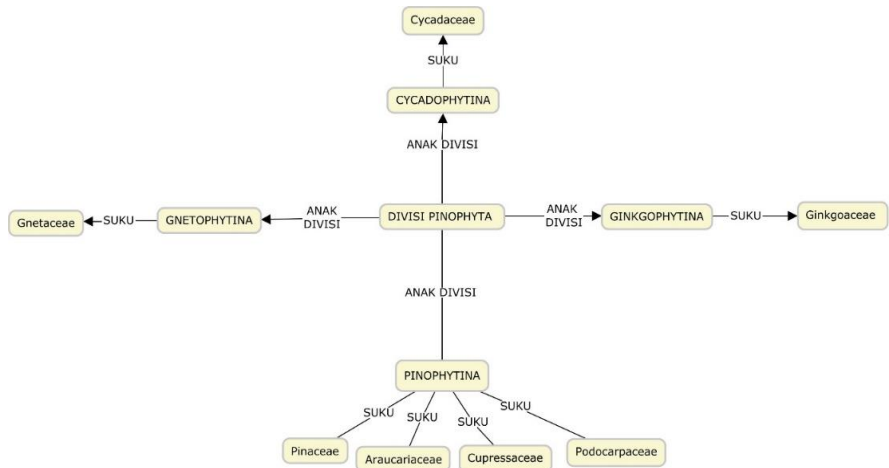 Cycadaceae
SUKU
CYCADOPHYTINA
ANAK DIVISI
Gnetaceae
SUKU
GNETOPHYTINA
ANAK
DIVISI
DIVISI PINOPHYTA
ANAK
DIVISI
GINKGOPHYTINA
SUKU
Ginkgoaceae
ANAK DIVISI
PINOPHYTINA
SUKU
SUKU
SUKU
SUKU
Pinaceae
Araucariaceae
Cupressaceae
Podocarpaceae